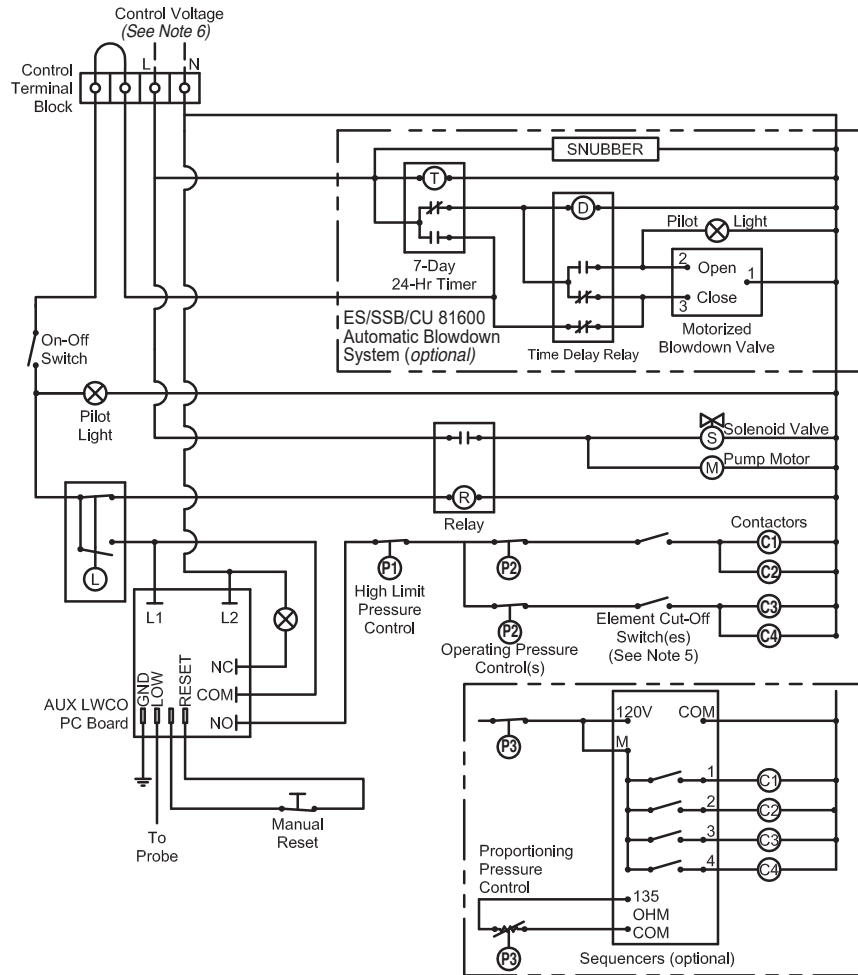 Control Voltage
(See Note 6)
L
N
Control
Terminal
Block
SNUBBER
T
D
Pilot
Light
7-Day
24-Hr Timer
2
Open
1
Close
3
ES/SSB/CU 81600
Automatic Blowdown
System (optional)
Time Delay Relay
Motorized
Blowdown Valve
On-Off
Switch
Pilot
Light
S
Solenoid Valve
M
Pump Motor
R
Relay
Contactors
L
P1
High Limit
Pressure
Control
P2
C1
C2
P2
Operating Pressure
Control(s)
Element Cut-Off
Switch(es)
(See Note 5)
C3
C4
L1
L2
NC
COM
NO
GND
LOW
RESET
AUX LWCO
PC Board
To
Probe
Manual
Reset
P3
120V
COM
M
1
C1
2
C2
3
C3
4
C4
Proportioning
Pressure
Control
135
OHM
COM
P3
Sequencers (optional)